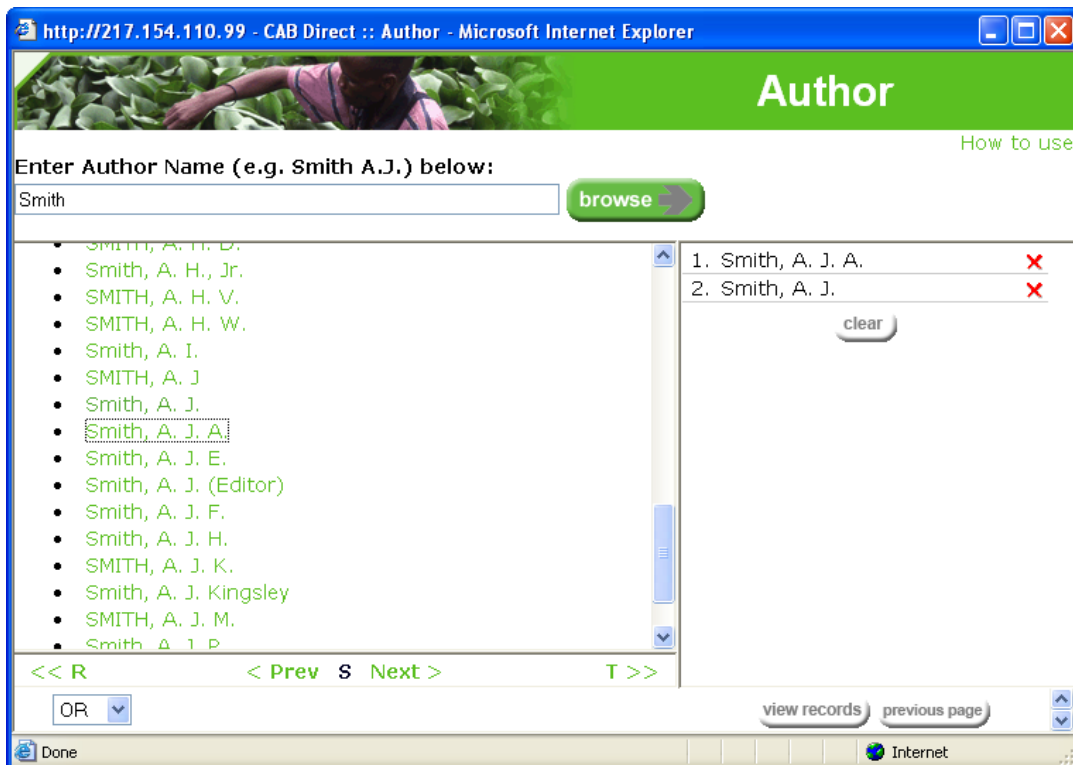 http://217.154.110.99 - CAB Direct :: Author - Microsoft Internet Explorer
Author
How to use
Enter Author Name (e.g. Smith A.J.) below:
Smith
browse
SMITH, A. H. D.
Smith, A. H., Jr.
SMITH, A. H. V.
SMITH, A. H. W.
Smith, A. I.
SMITH, A. J
Smith, A. J.
Smith, A. J. A.
Smith, A. J. E.
Smith, A. J. (Editor)
Smith, A. J. F.
Smith, A. J. H.
SMITH, A. J. K.
Smith, A. J. Kingsley
SMITH, A. J. M.
Smith, A. J. P.
<< R < Prev S Next > T >>
1. Smith, A. J. A.
2. Smith, A. J.
clear
OR
view records previous page
Done Internet